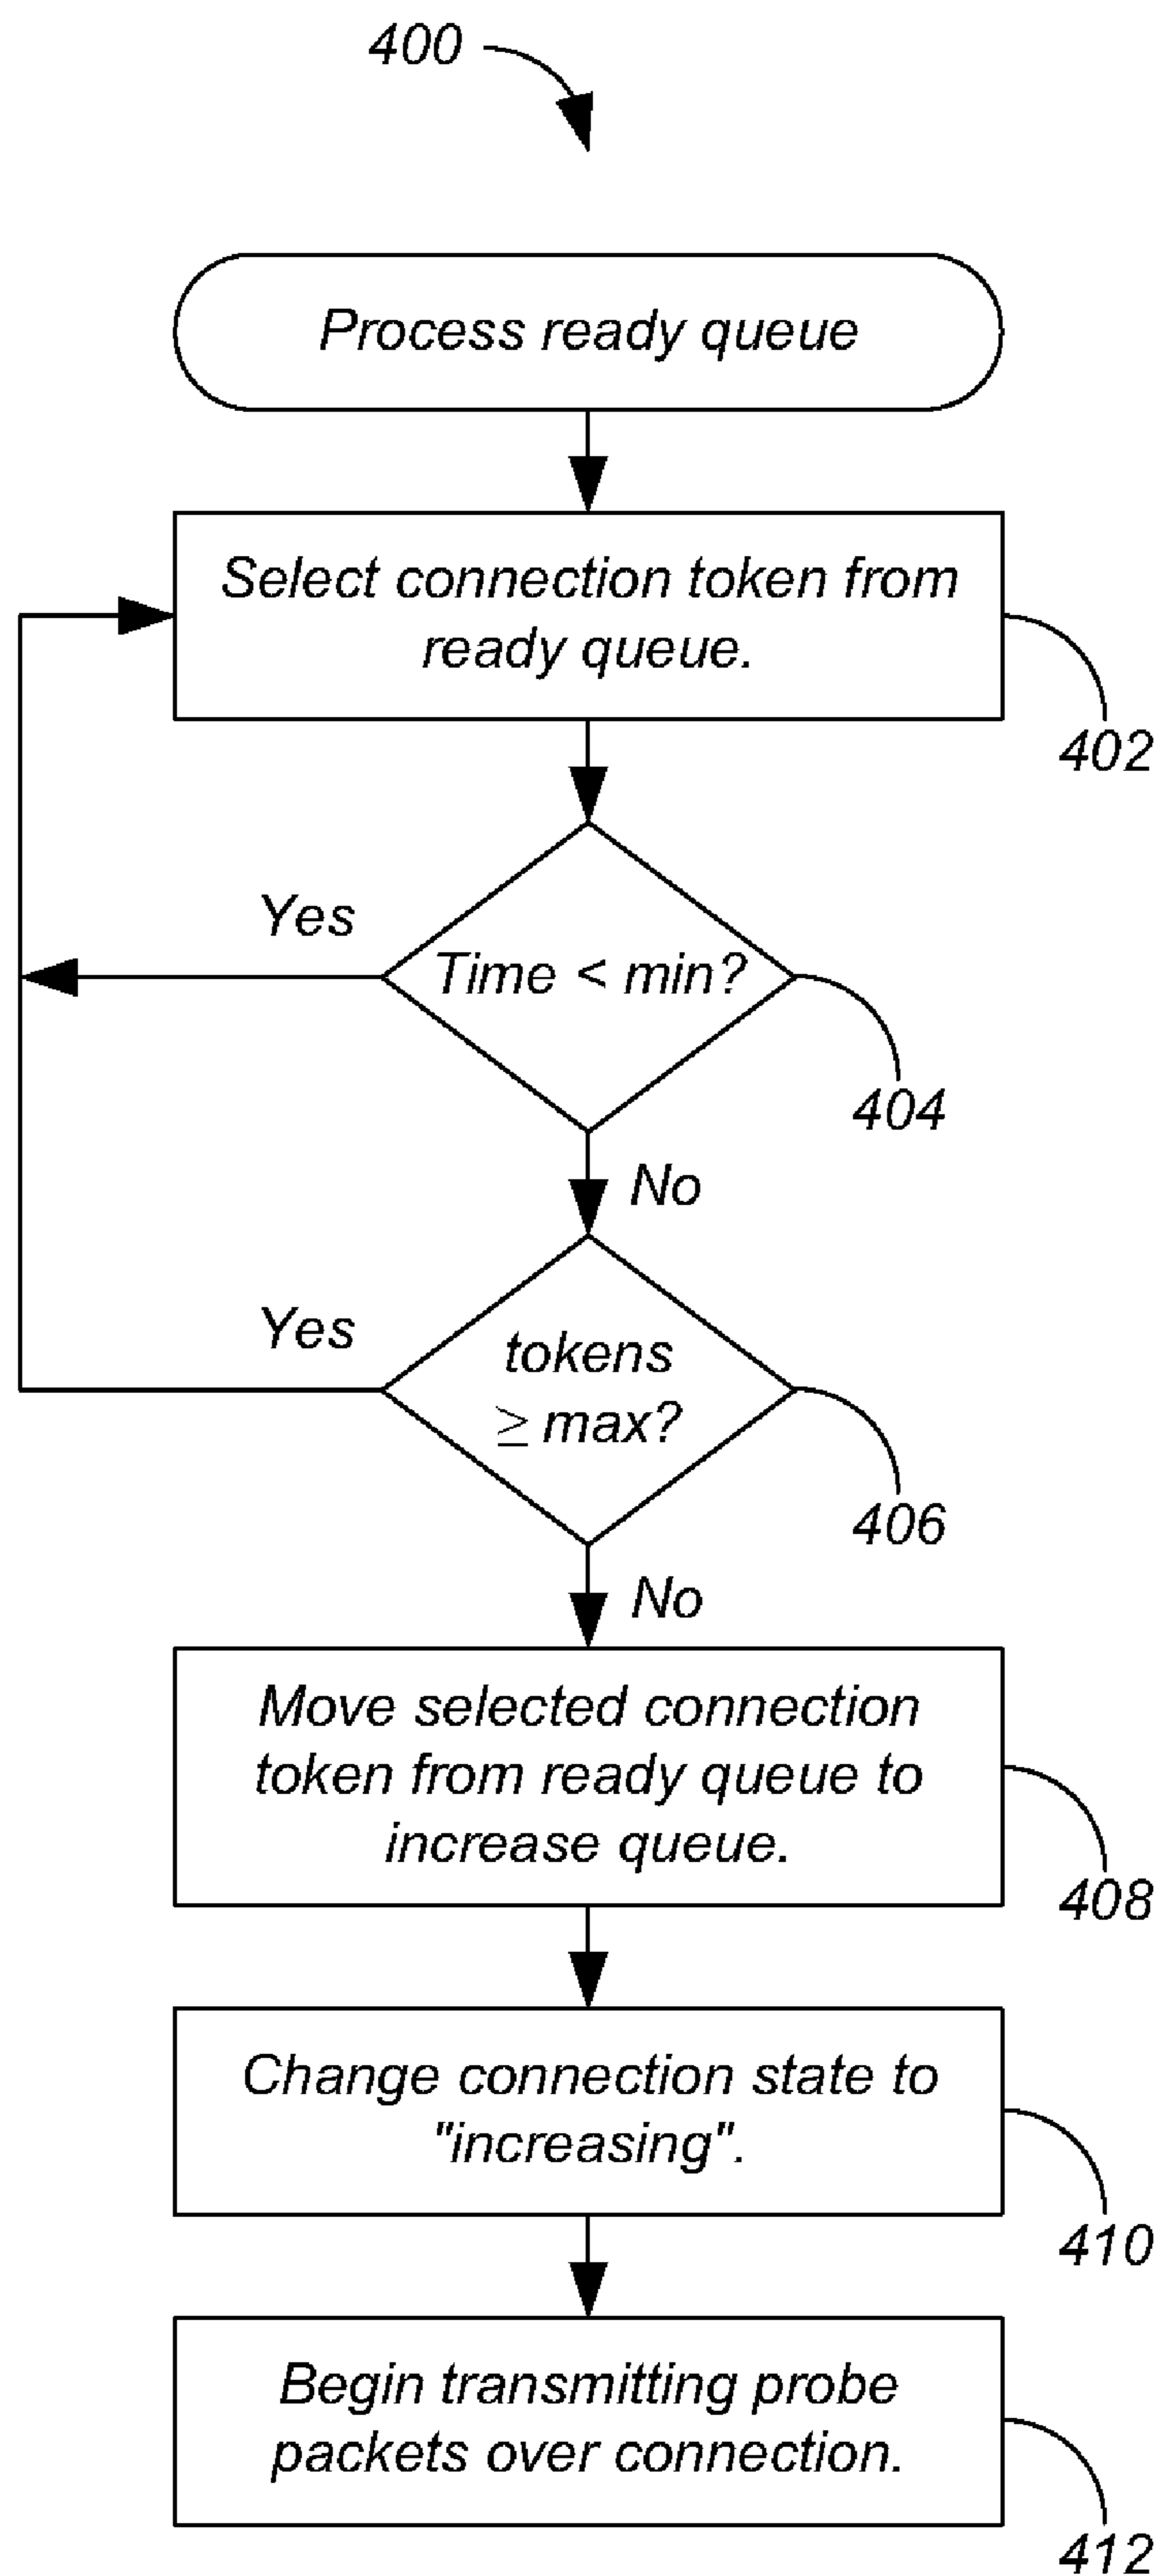 400
Process ready queue
Select connection token from
ready queue.
402
Yes
Time < min?
404
No
Yes
tokens
≥ max?
406
No
Move selected connection
token from ready queue to
increase queue.
408
Change connection state to
"increasing".
410
Begin transmitting probe
packets over connection.
412